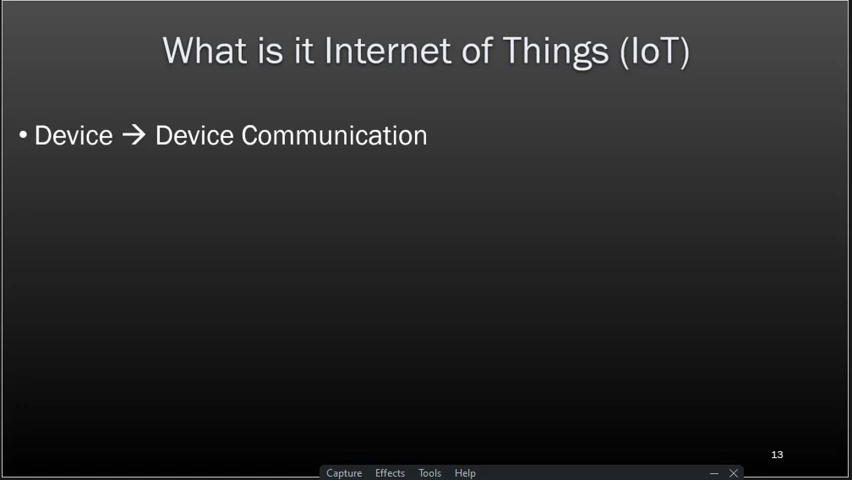 What is it Internet of Things (IoT)
• Device → Device Communication
13
Capture Effects Tools Help